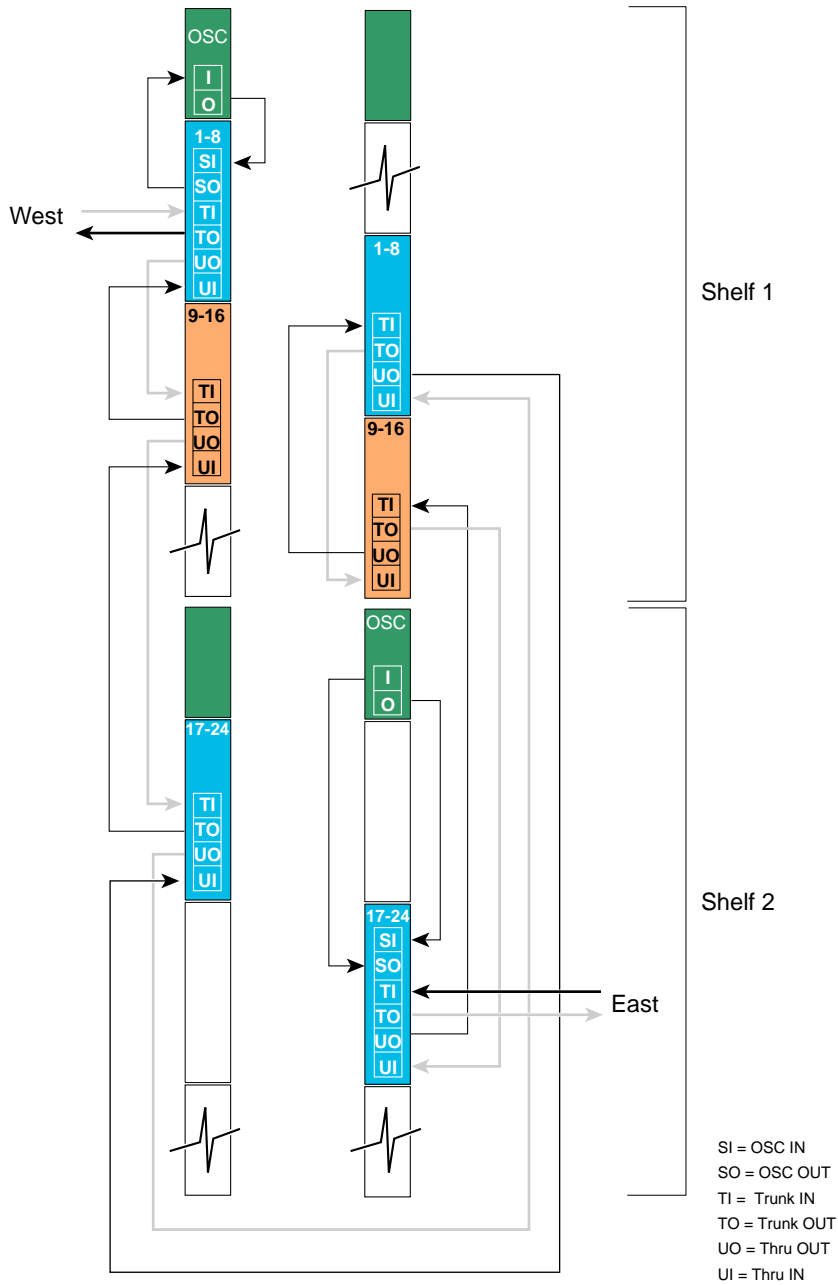 OSC
I
O
1-8
SI
SO
TI
TO
UO
UI
West
9-16
TI
TO
UO
UI
1-8
TI
TO
UO
UI
9-16
TI
TO
UO
UI
Shelf 1
17-24
TI
TO
UO
UI
OSC
I
O
17-24
SI
SO
TI
TO
UO
UI
East
Shelf 2
SI = OSC IN
SO = OSC OUT
TI = Trunk IN
TO = Trunk OUT
UO = Thru OUT
UI = Thru IN